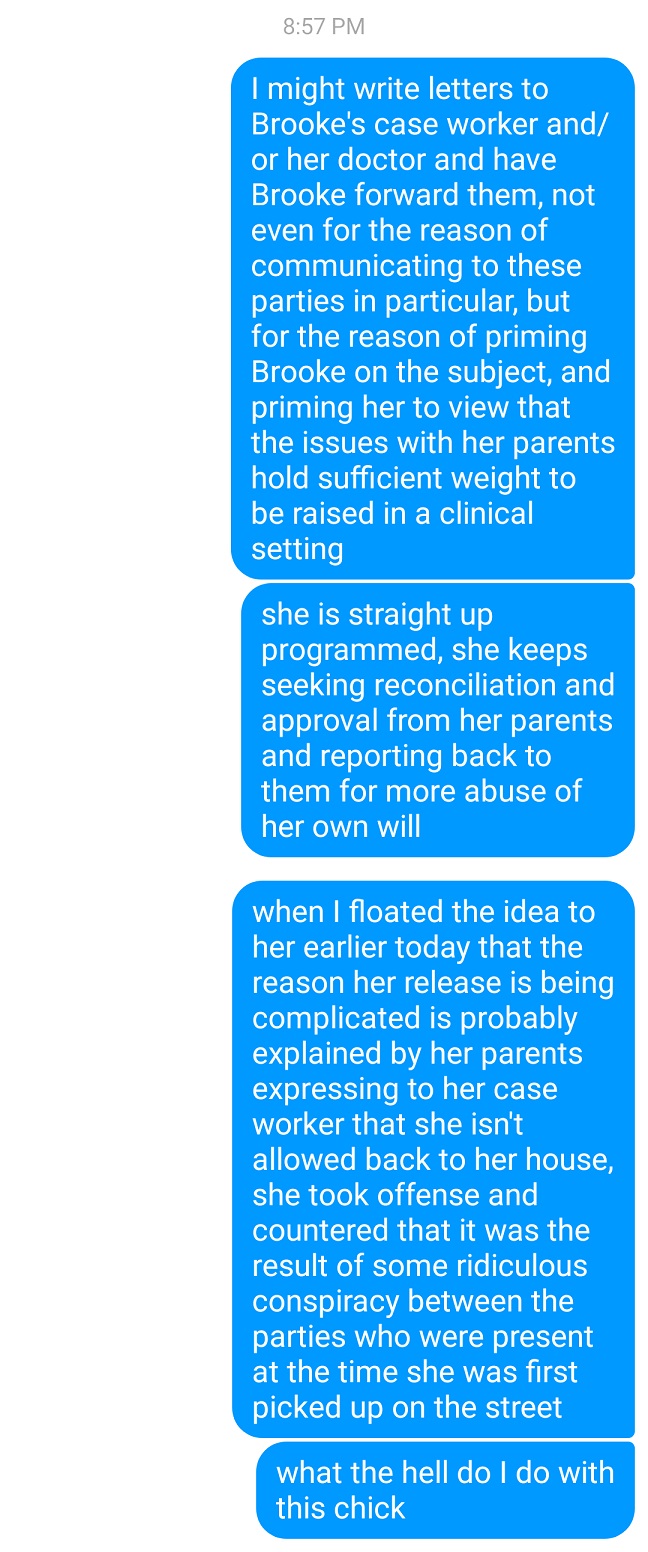 8:57 PM
I might write letters to
Brooke's case worker and/
or her doctor and have
Brooke forward them, not
even for the reason of
communicating to these
parties in particular, but
for the reason of priming
Brooke on the subject, and
priming her to view that
the issues with her parents
hold sufficient weight to
be raised in a clinical
setting
she is straight up
programmed, she keeps
seeking reconciliation and
approval from her parents
and reporting back to
them for more abuse of
her own will
when I floated the idea to
her earlier today that the
reason her release is being
complicated is probably
explained by her parents
expressing to her case
worker that she isn't
allowed back to her house,
she took offense and
countered that it was the
result of some ridiculous
conspiracy between the
parties who were present
at the time she was first
picked up on the street
what the hell do I do with
this chick